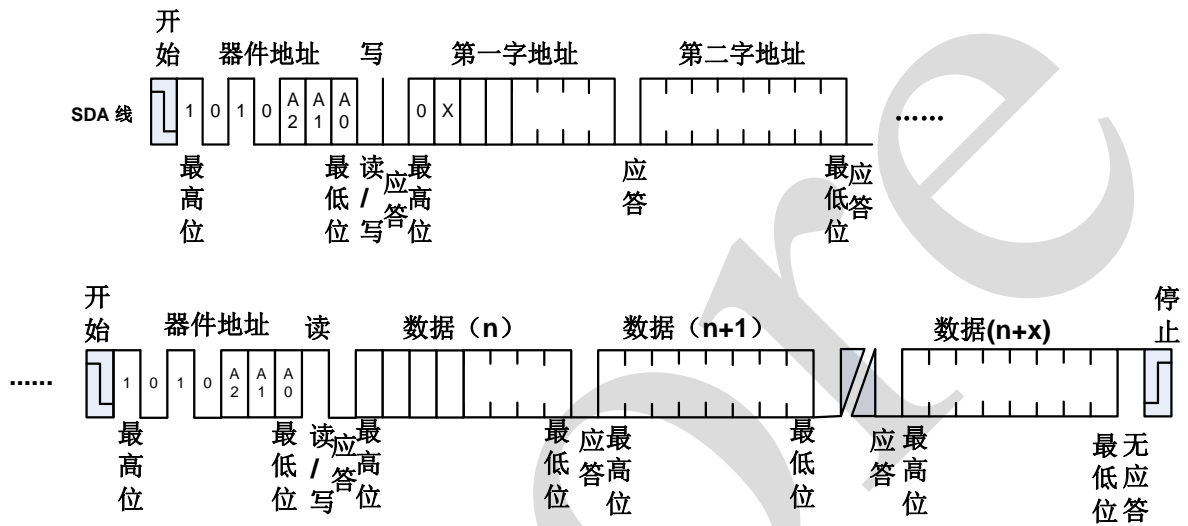 开始 器件地址 写 第一字地址 第二字地址
SDA 线 1 0 1 0 A2 A1 A0 0 X ......
最高位 最低位 读/写 应答 最高位 应答 最低位 应答
开始 器件地址 读 数据（n） 数据（n+1） 数据(n+x) 停止
...... 1 0 1 0 A2 A1 A0
最高位 最低位 读/写 应答 最高位 最低位 应答 最高位 最低位 应答 最高位 最低位 无应答
ore